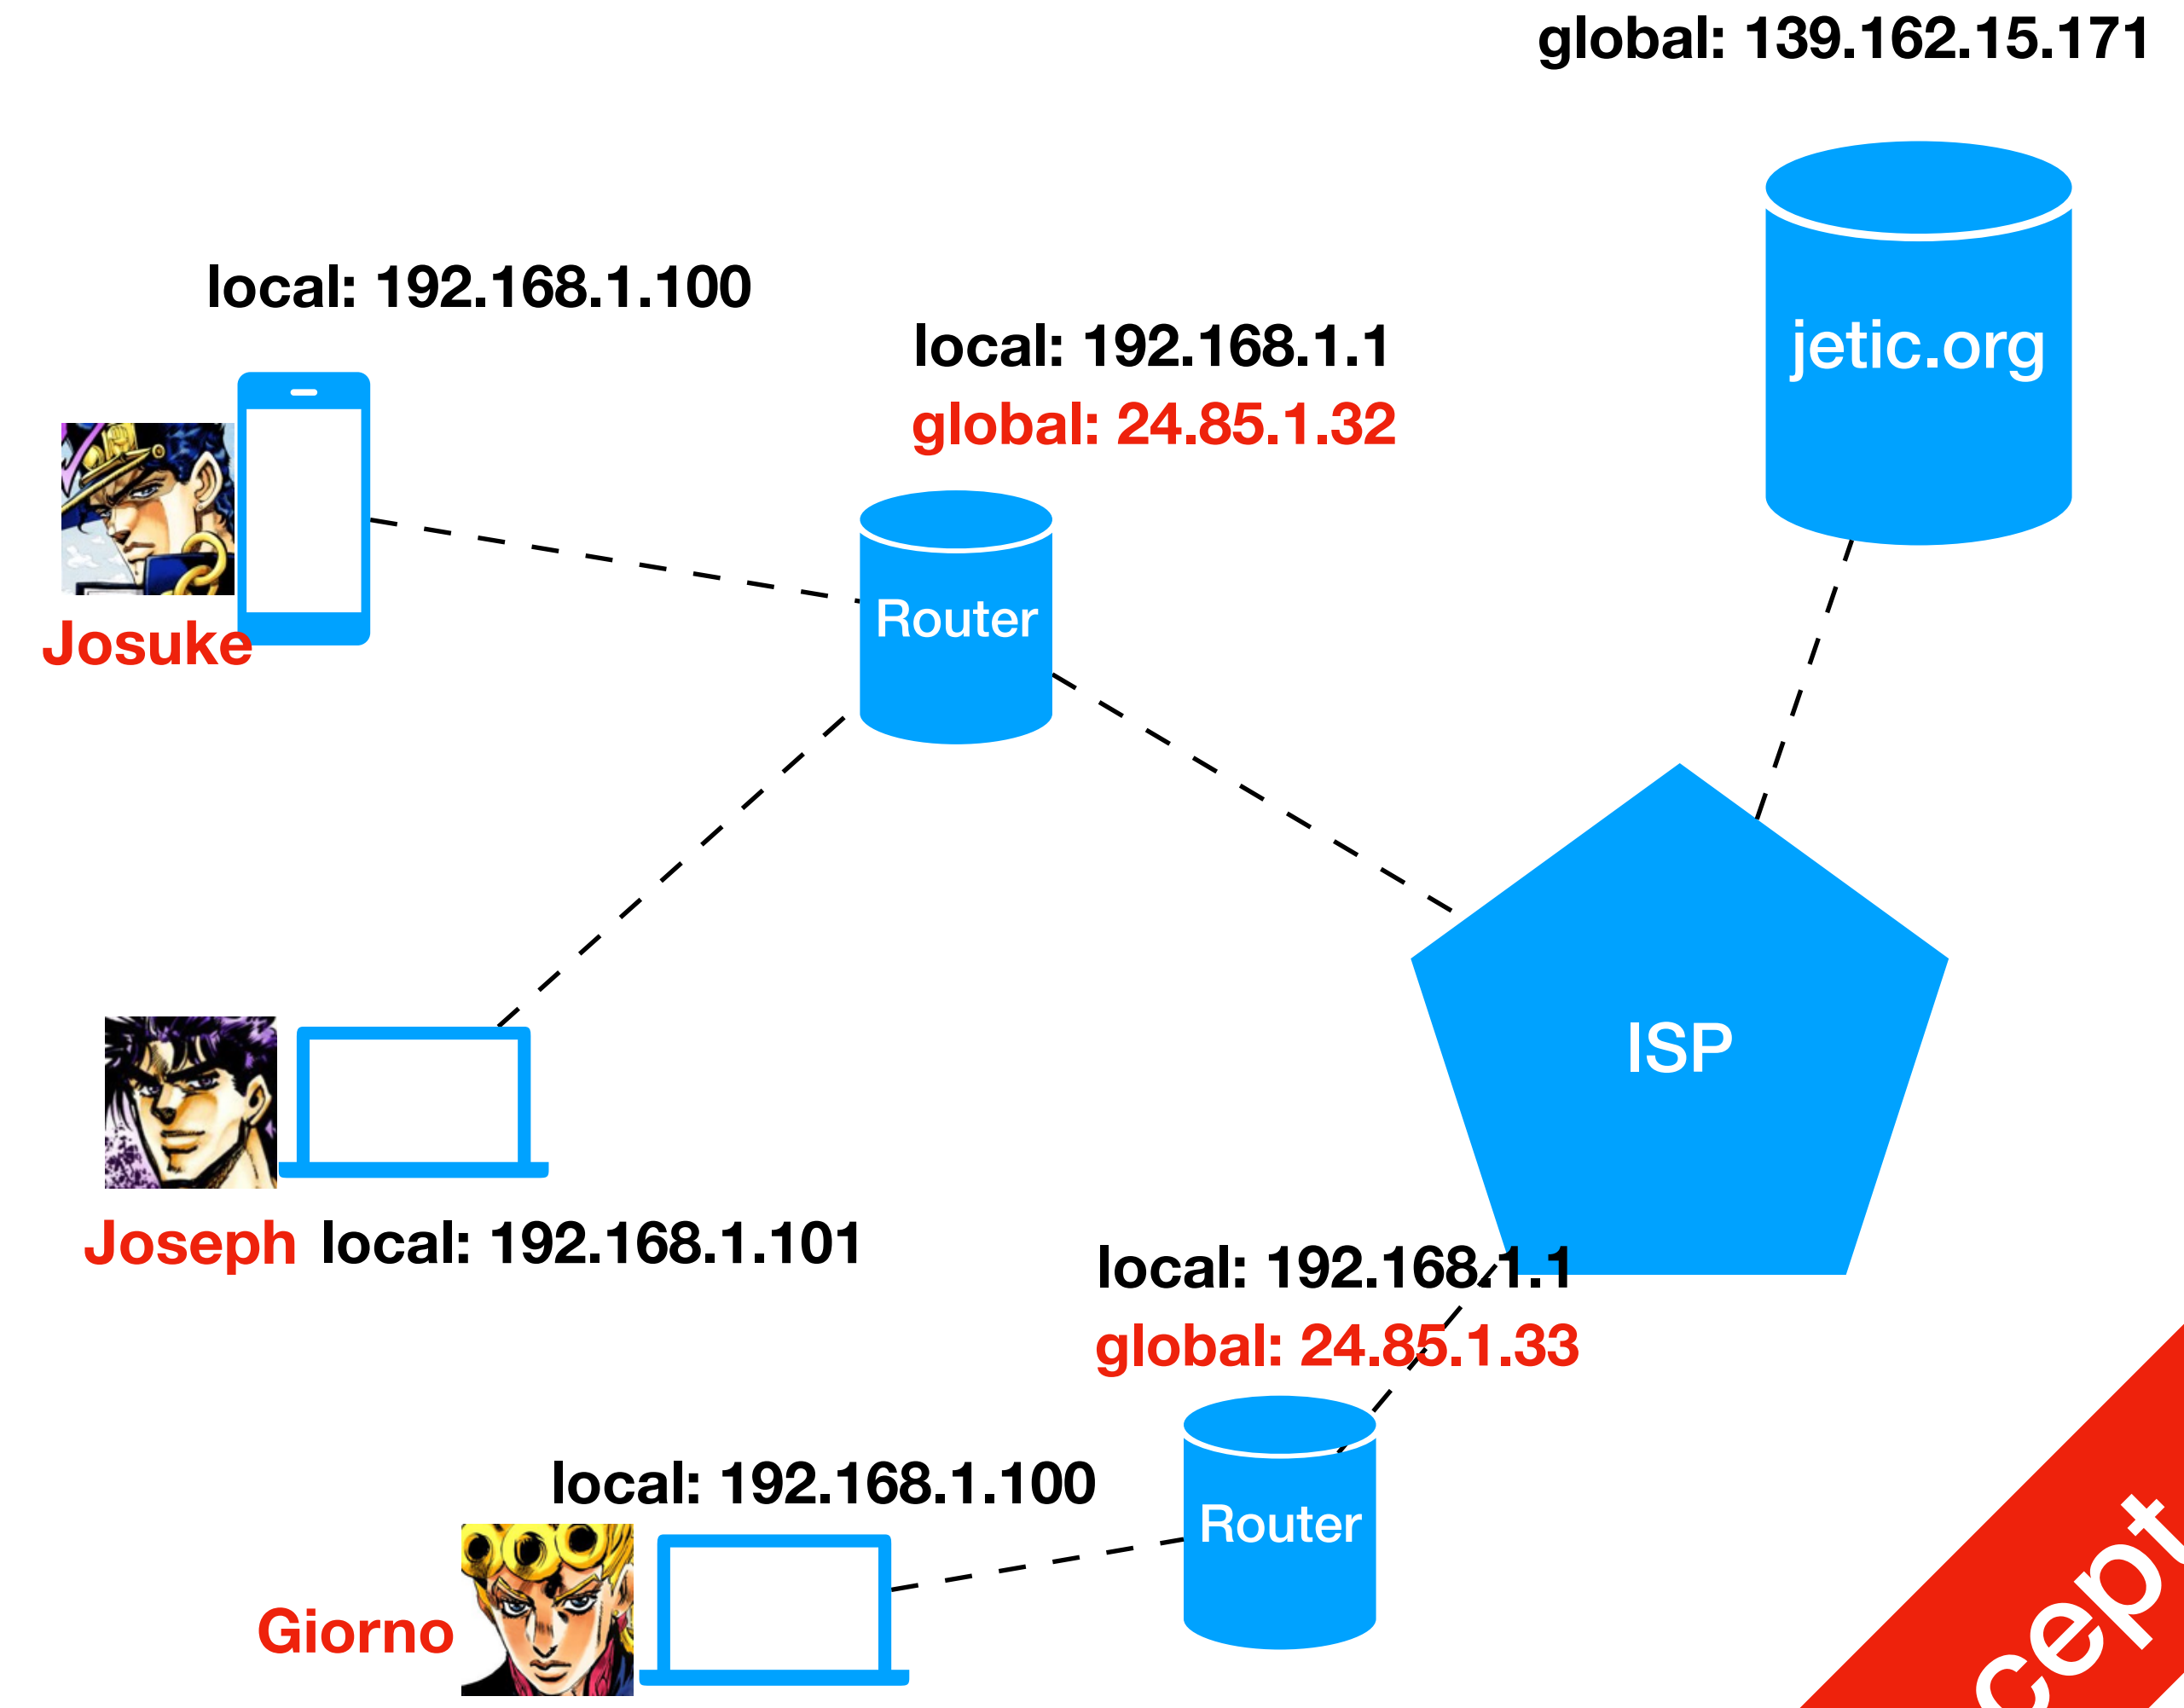 global: 139.162.15.171
jetic.org
local: 192.168.1.100
local: 192.168.1.1
global: 24.85.1.32
Router
Josuke
ISP
Joseph local: 192.168.1.101
local: 192.168.1.1
global: 24.85.1.33
local: 192.168.1.100
Router
Giorno
cept